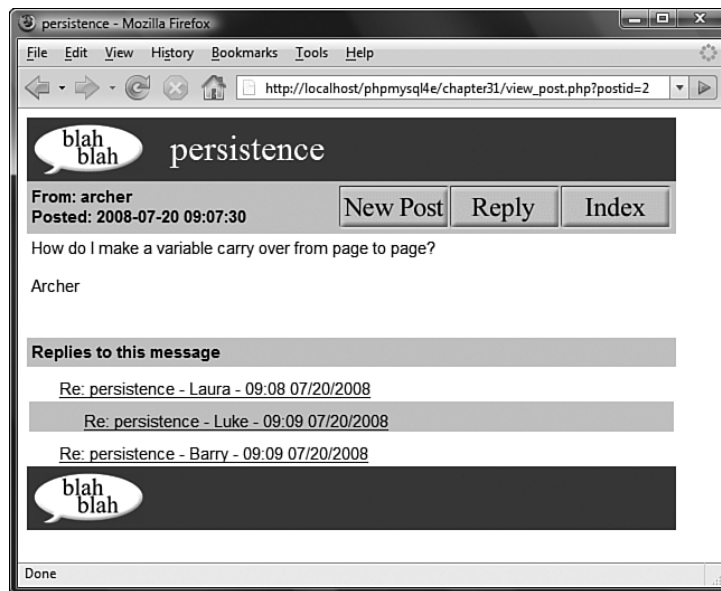 persistence - Mozilla Firefox
File Edit View History Bookmarks Tools Help
http://localhost/phpmysql4e/chapter31/view_post.php?postid=2
blah
blah
persistence
From: archer
Posted: 2008-07-20 09:07:30
New Post Reply Index
How do I make a variable carry over from page to page?
Archer
Replies to this message
Re: persistence - Laura - 09:08 07/20/2008
Re: persistence - Luke - 09:09 07/20/2008
Re: persistence - Barry - 09:09 07/20/2008
blah
blah
Done